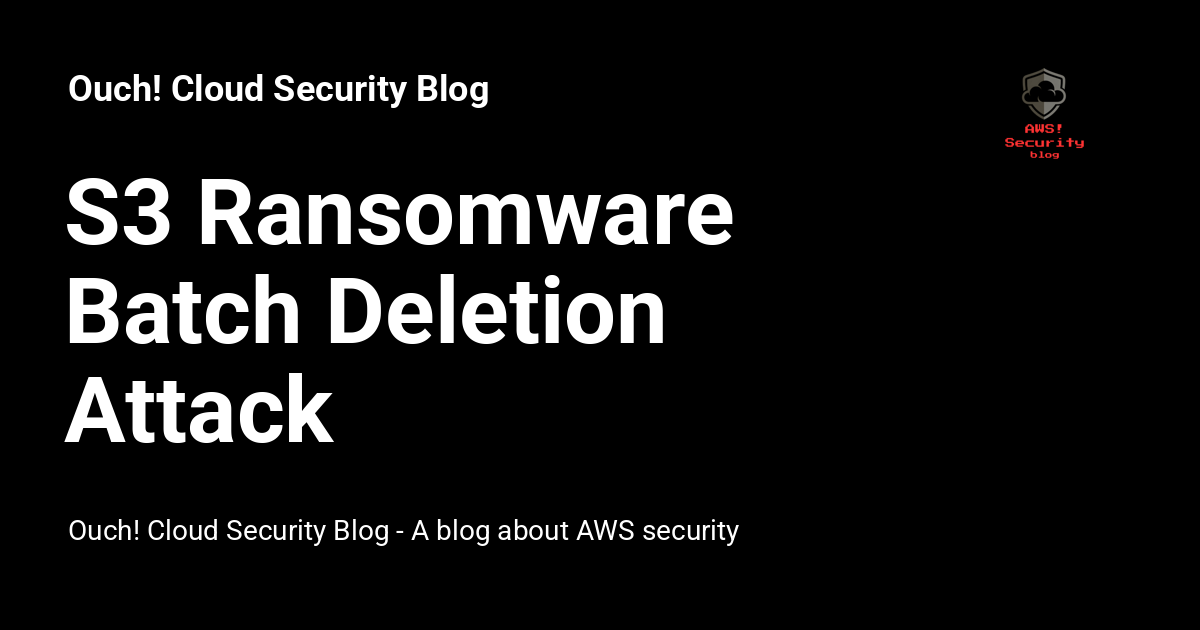 Ouch! Cloud Security Blog
AWS!
Security
blog
S3 Ransomware
Batch Deletion
Attack
Ouch! Cloud Security Blog - A blog about AWS security